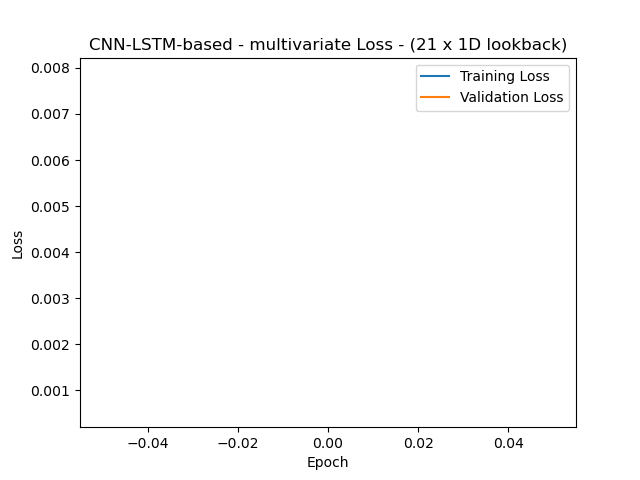 CNN-LSTM-based - multivariate Loss - (21 x 1D lookback)
Training Loss
Validation Loss
0.008
0.007
0.006
0.005
0.004
0.003
0.002
0.001
Loss
−0.04
−0.02
0.00
0.02
0.04
Epoch